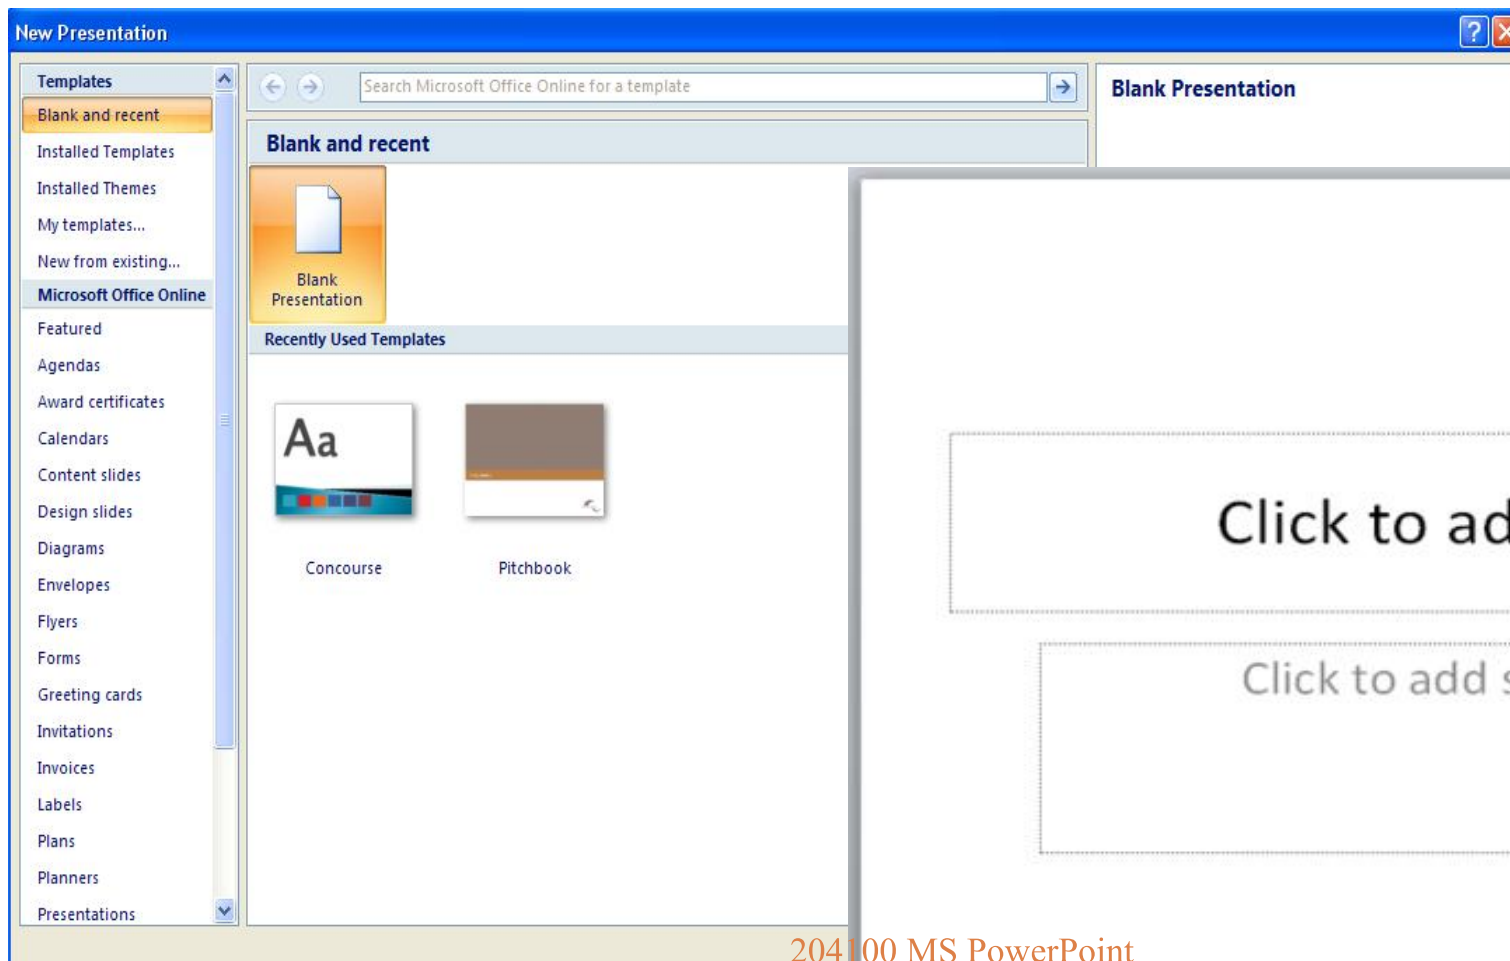 New Presentation
Templates
Blank and recent
Installed Templates
Installed Themes
My templates...
New from existing...
Microsoft Office Online
Featured
Agendas
Award certificates
Calendars
Content slides
Design slides
Diagrams
Envelopes
Flyers
Forms
Greeting cards
Invitations
Invoices
Labels
Plans
Planners
Presentations
Search Microsoft Office Online for a template
Blank and recent
Blank
Presentation
Recently Used Templates
Aa
Concourse
Pitchbook
Blank Presentation
Click to ad
Click to add s
204100 MS PowerPoint